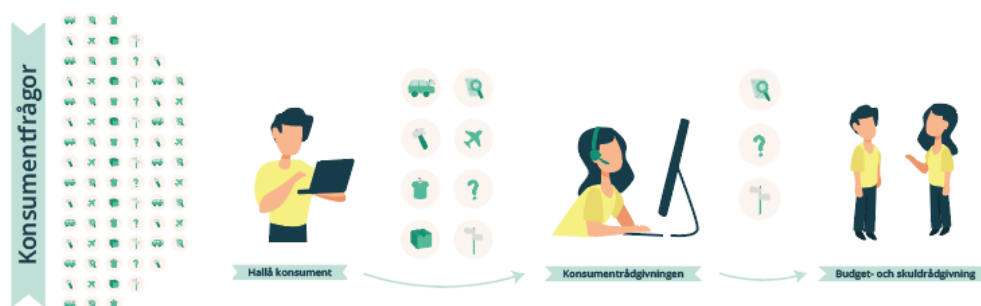 Konsumentfrågor
Hallå konsument
Konsumentrådgivningen
Budget- och skuldrådgivning